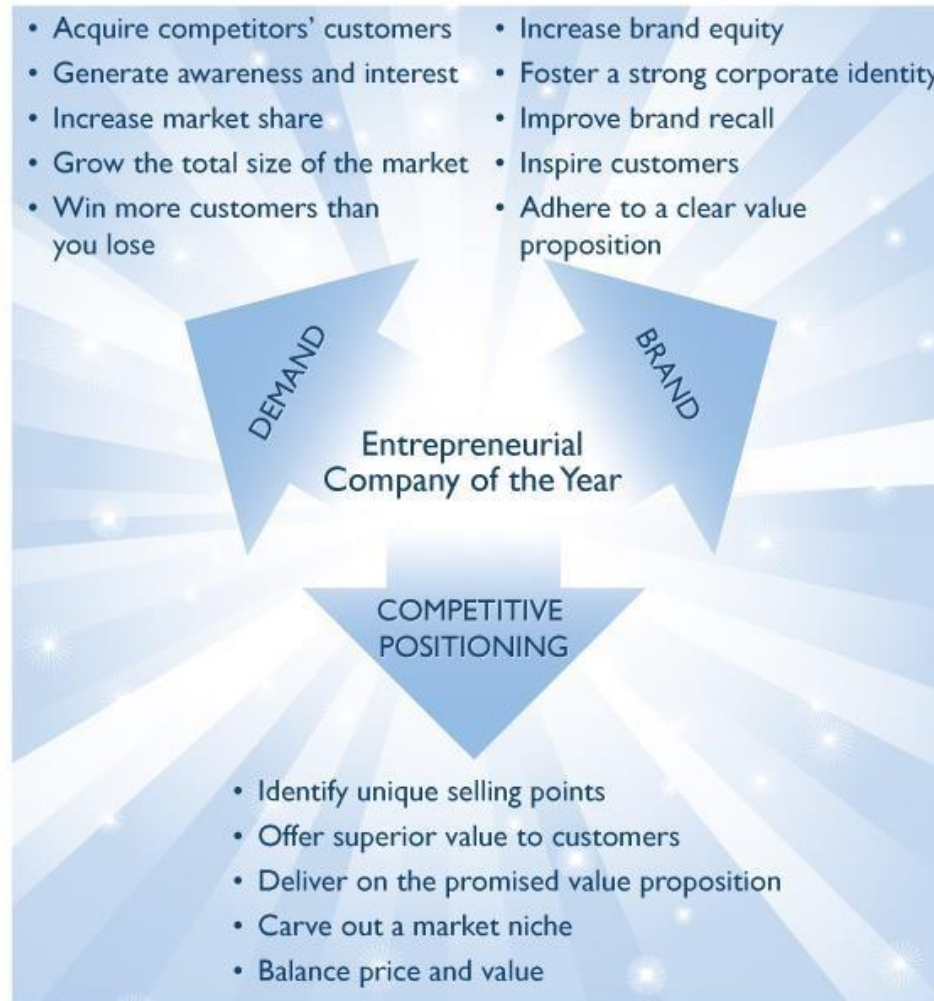 • Acquire competitors’ customers
• Generate awareness and interest
• Increase market share
• Grow the total size of the market
• Win more customers than
you lose
• Increase brand equity
• Foster a strong corporate identity
• Improve brand recall
• Inspire customers
• Adhere to a clear value
proposition
DEMAND
BRAND
Entrepreneurial
Company of the Year
COMPETITIVE
POSITIONING
• Identify unique selling points
• Offer superior value to customers
• Deliver on the promised value proposition
• Carve out a market niche
• Balance price and value